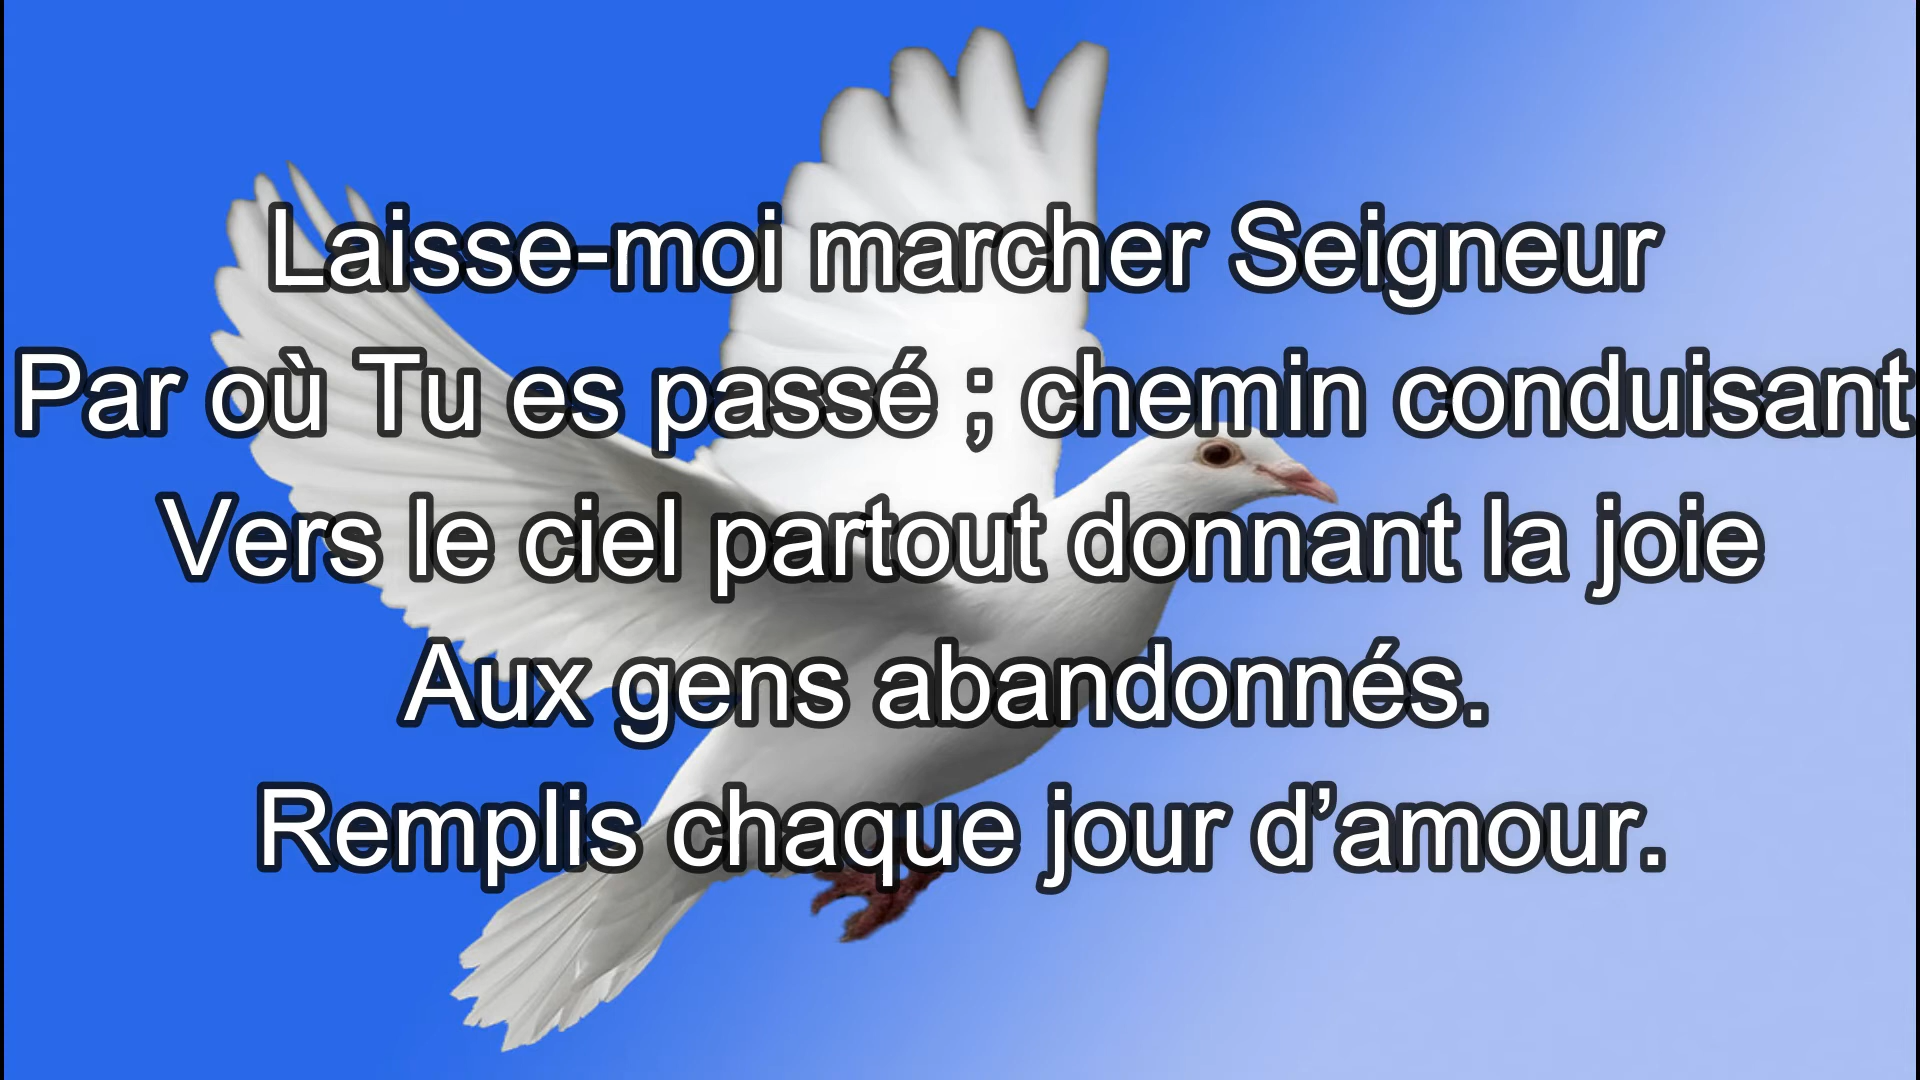 Laisse-moi marcher Seigneur
Par où Tu es passé ; chemin conduisant
Vers le ciel partout donnant la joie
Aux gens abandonnés.
Remplis chaque jour d’amour.